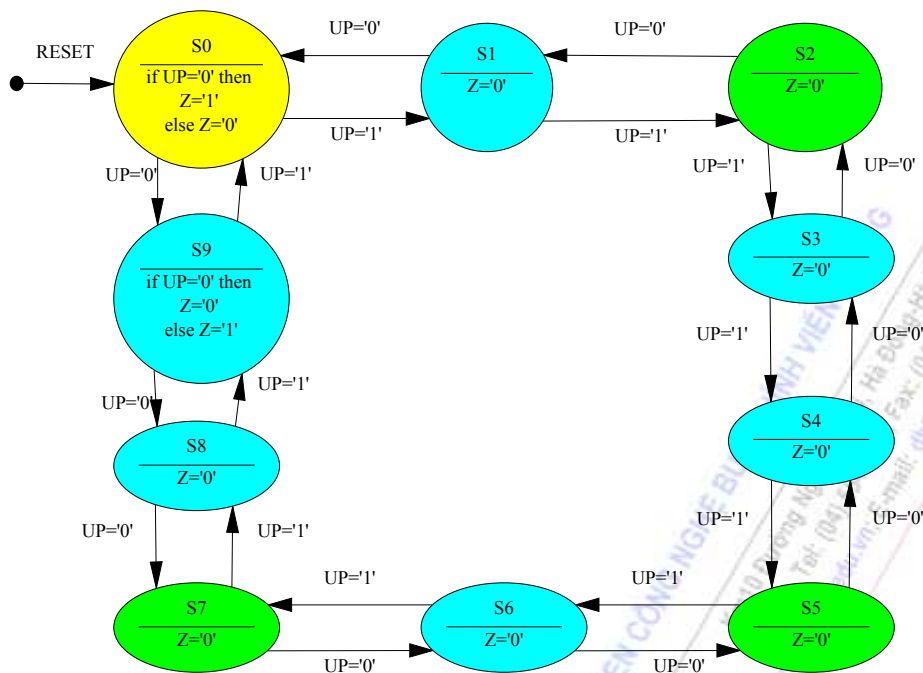 RESET
S0
if UP='0' then
Z='1'
else Z='0'
UP='0'
S1
Z='0'
UP='1'
UP='0'
S2
Z='0'
UP='1'
UP='0'
UP='1'
UP='1'
UP='0'
S9
if UP='0' then
Z='0'
else Z='1'
S3
Z='0'
UP='1'
UP='0'
UP='0'
UP='1'
S8
Z='0'
S4
Z='0'
UP='0'
UP='1'
UP='1'
UP='0'
S7
Z='0'
UP='1'
UP='0'
S6
Z='0'
UP='1'
UP='0'
S5
Z='0'